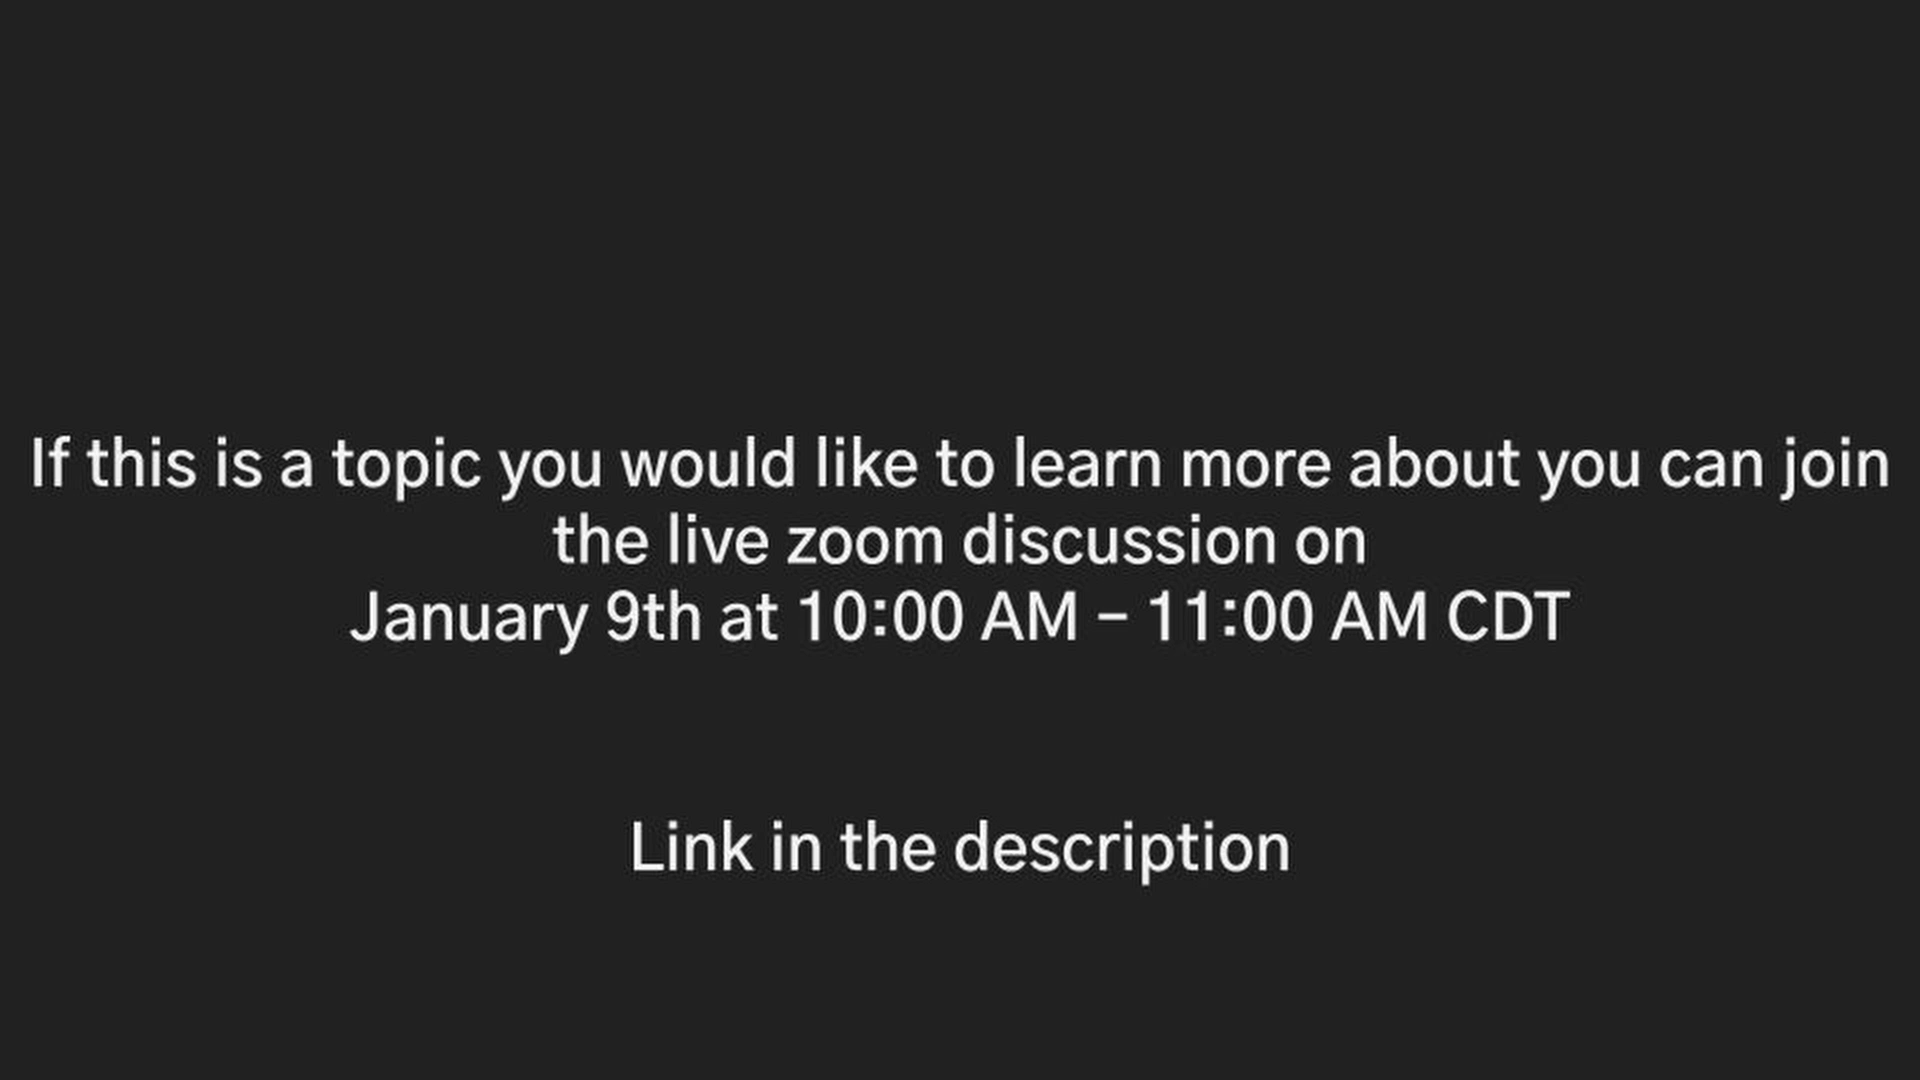 If this is a topic you would like to learn more about you can join
the live zoom discussion on
January 9th at 10:00 AM – 11:00 AM CDT
Link in the description